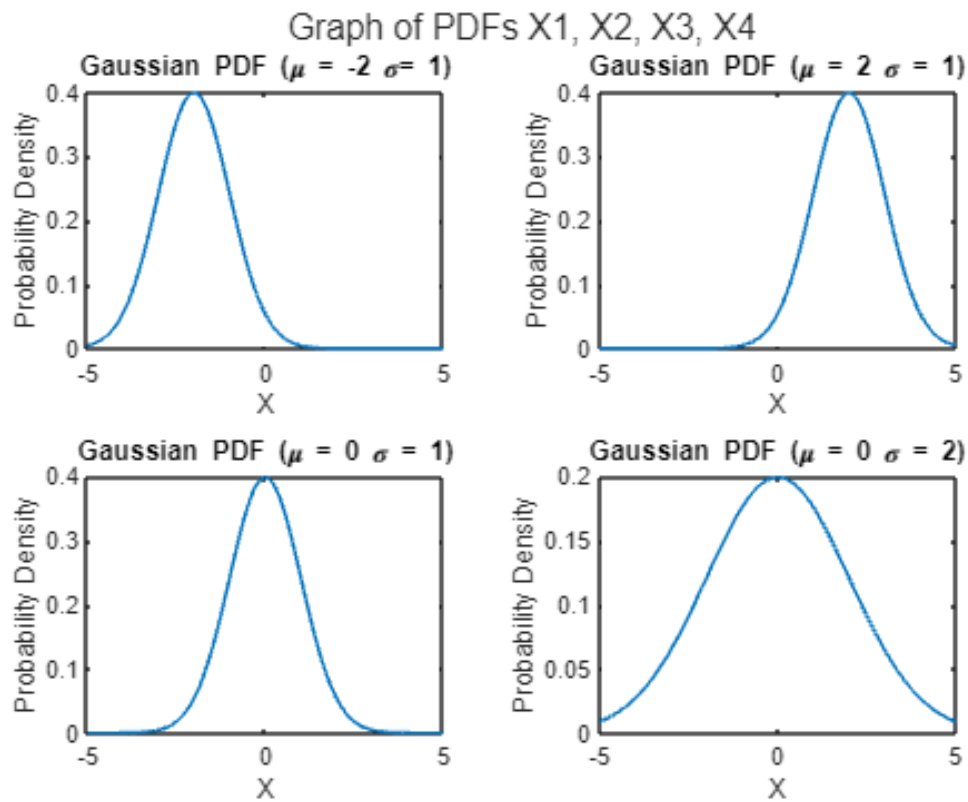 Graph of PDFs X1, X2, X3, X4
Gaussian PDF (μ = -2 σ= 1)
Probability Density
0.4
0.3
0.2
0.1
0
-5
0
5
X
Gaussian PDF (μ = 2 σ = 1)
Probability Density
0.4
0.3
0.2
0.1
0
-5
0
5
X
Gaussian PDF (μ = 0 σ = 1)
Probability Density
0.4
0.3
0.2
0.1
0
-5
0
5
X
Gaussian PDF (μ = 0 σ = 2)
Probability Density
0.2
0.15
0.1
0.05
0
-5
0
5
X